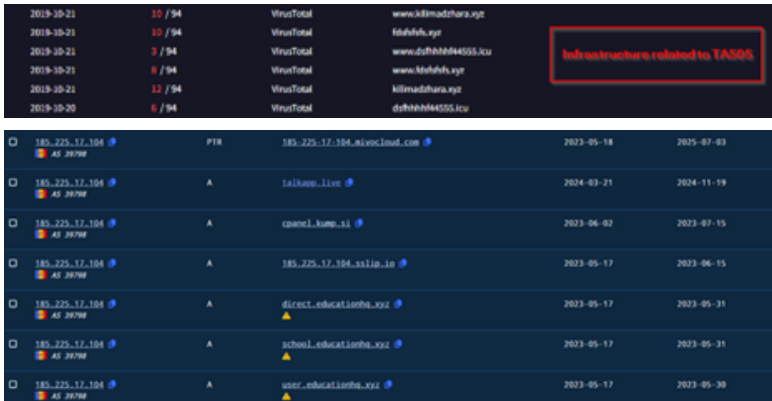 2019-10-21 10 / 94 VirusTotal www.kilimadzhara.xyz
2019-10-21 10 / 94 VirusTotal fdsfsfsfs.xyz
2019-10-21 3 / 94 VirusTotal www.dsfhhhhf44555.icu
2019-10-21 8 / 94 VirusTotal
2019-10-21 12 / 94 VirusTotal kilimadzhara.xyz
2019-10-20 6 / 94 VirusTotal dsfhhhhf44555.icu
Infrastructure related to TA505
185.225.17.104 PTR 185-225-17-104.mivocloud.com 2023-05-18 2025-07-03
AS 39798
185.225.17.104 A talkapp.live 2024-03-21 2024-11-19
AS 39798
185.225.17.104 A cpanel.kump.si 2023-06-02 2023-07-15
AS 39798
185.225.17.104 A 185.225.17.104.sslip.io 2023-05-17 2023-06-15
AS 39798
185.225.17.104 A direct.educationhq.xyz 2023-05-17 2023-05-31
AS 39798
185.225.17.104 A school.educationhq.xyz 2023-05-17 2023-05-31
AS 39798
185.225.17.104 A user.educationhq.xyz 2023-05-17 2023-05-30
AS 39798